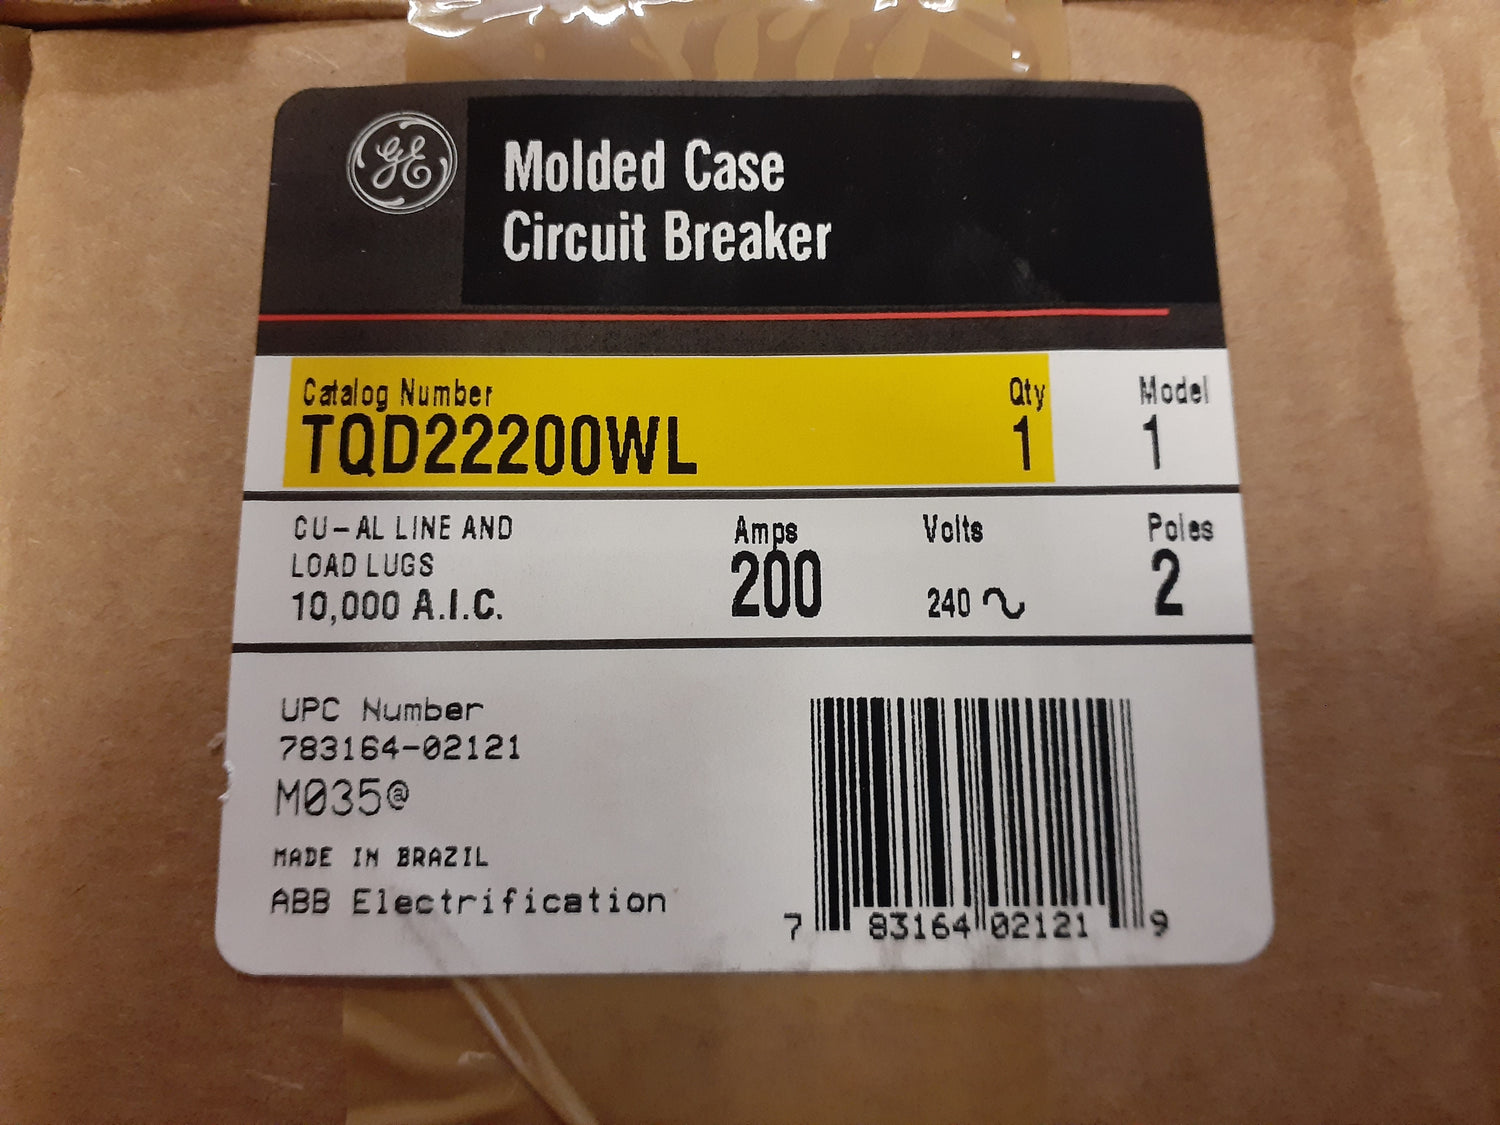 GE
Molded Case
Circuit Breaker
Catalog Number Qty Model
TQD22200WL 1 1
CU-AL LINE AND Amps Volts Poles
LOAD LUGS 200 240 ∿ 2
10,000 A.I.C.
UPC Number
783164-02121
M035@
MADE IN BRAZIL
ABB Electrification
7 83164 02121 9